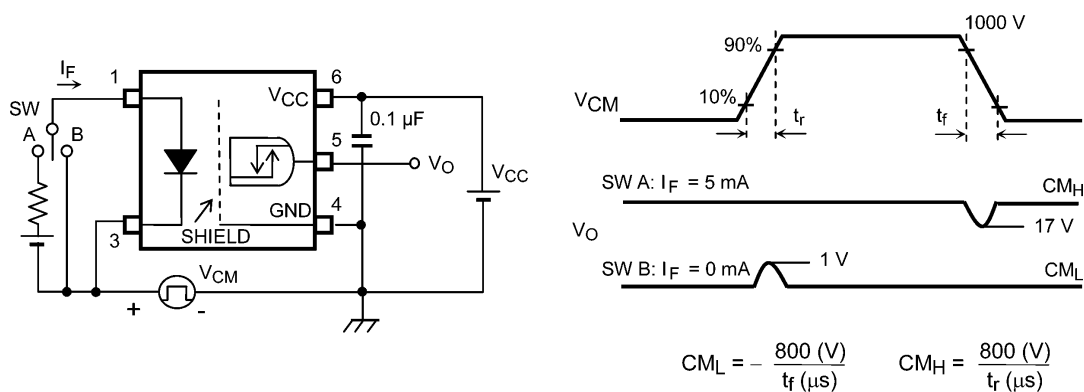 I_F
SW
A
B
1
3
V_CC
GND
SHIELD
6
5
4
0.1 μF
V_O
V_CC
V_CM
+
-
1000 V
90%
10%
V_CM
t_r
t_f
SW A: I_F = 5 mA
CM_H
17 V
V_O
1 V
SW B: I_F = 0 mA
CM_L
CM_L = − 800 (V) / t_f (μs)
CM_H = 800 (V) / t_r (μs)